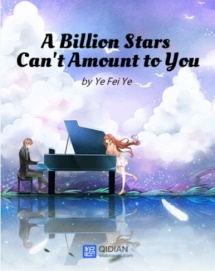 A Billion Stars
Can't Amount to You
by Ye Fei Ye
QIDIAN